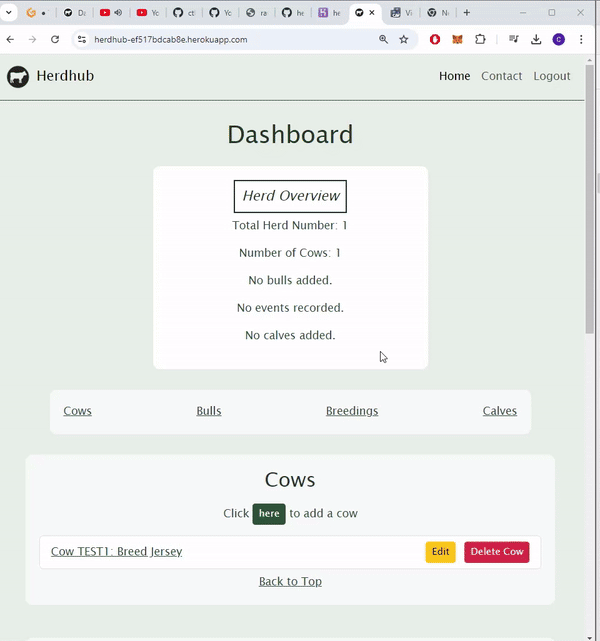 Da
Yo
ct
Yo
ra
he
he
Vi
N
herdhub-ef517bdcab8e.herokuapp.com
C
Herdhub
Home Contact Logout
Dashboard
Herd Overview
Total Herd Number: 1
Number of Cows: 1
No bulls added.
No events recorded.
No calves added.
Cows Bulls Breedings Calves
Cows
Click here to add a cow
Cow TEST1: Breed Jersey Edit Delete Cow
Back to Top